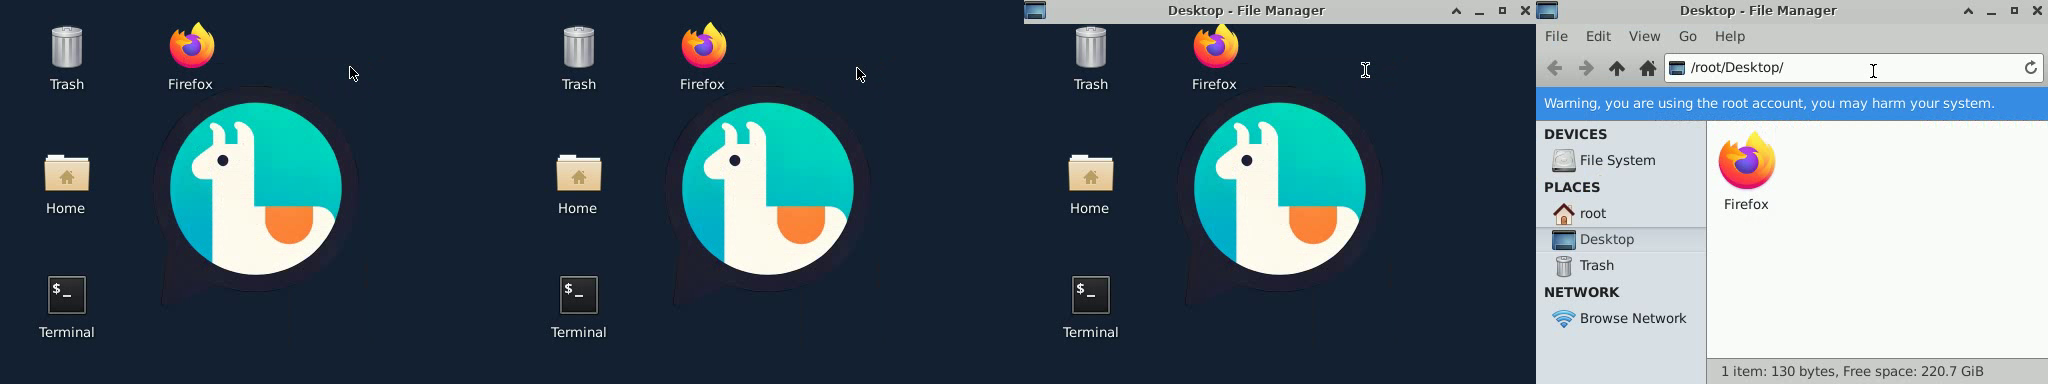 Trash
Firefox
Home
$_
Terminal
Trash
Firefox
Home
$_
Terminal
Desktop - File Manager
Trash
Firefox
Home
$_
Terminal
Desktop - File Manager
File Edit View Go Help
/root/Desktop/
Warning, you are using the root account, you may harm your system.
DEVICES
File System
PLACES
root
Desktop
Trash
NETWORK
Browse Network
Firefox
1 item: 130 bytes, Free space: 220.7 GiB